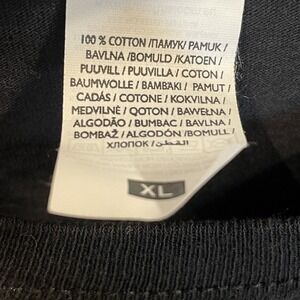 100 % COTTON /ПАМУК/ PAMUK /
BAVLNA /BOMULD /KATOEN /
PUUVILL / PUUVILLA / COTON /
BAUMWOLLE / BAMBAKI / PAMUT /
CADÁS / COTONE / KOKVILNA /
MEDVILNĖ / QOTON / BAWEŁNA /
ALGODÃO / BUMBAC / BAVLNA /
BOMBAŽ / ALGODÓN /BOMULL /
ХЛОПОК / القطن/
XL